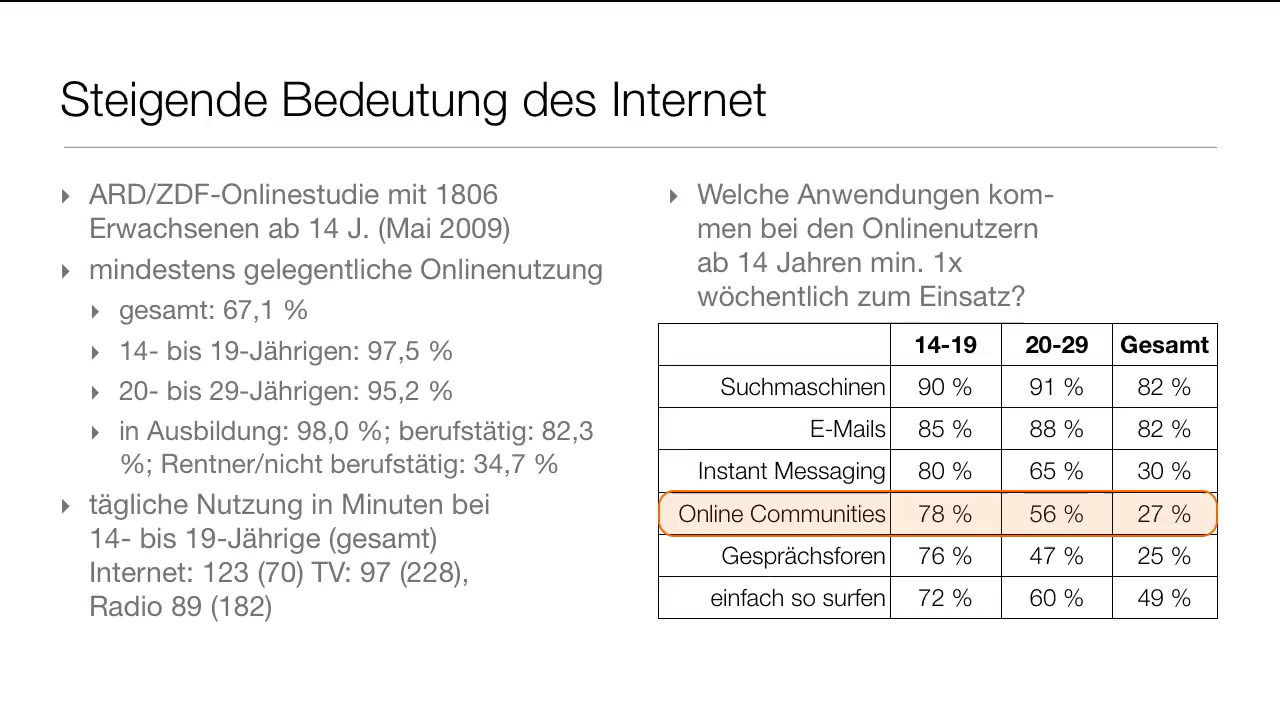 Steigende Bedeutung des Internet
‣ ARD/ZDF-Onlinestudie mit 1806
Erwachsenen ab 14 J. (Mai 2009)
‣ mindestens gelegentliche Onlinenutzung
‣ gesamt: 67,1 %
‣ 14- bis 19-Jährigen: 97,5 %
‣ 20- bis 29-Jährigen: 95,2 %
‣ in Ausbildung: 98,0 %; berufstätig: 82,3
%; Rentner/nicht berufstätig: 34,7 %
‣ tägliche Nutzung in Minuten bei
14- bis 19-Jährige (gesamt)
Internet: 123 (70) TV: 97 (228),
Radio 89 (182)
‣ Welche Anwendungen kom-
men bei den Onlinenutzern
ab 14 Jahren min. 1x
wöchentlich zum Einsatz?
14-19 20-29 Gesamt
Suchmaschinen 90 % 91 % 82 %
E-Mails 85 % 88 % 82 %
Instant Messaging 80 % 65 % 30 %
Online Communities 78 % 56 % 27 %
Gesprächsforen 76 % 47 % 25 %
einfach so surfen 72 % 60 % 49 %